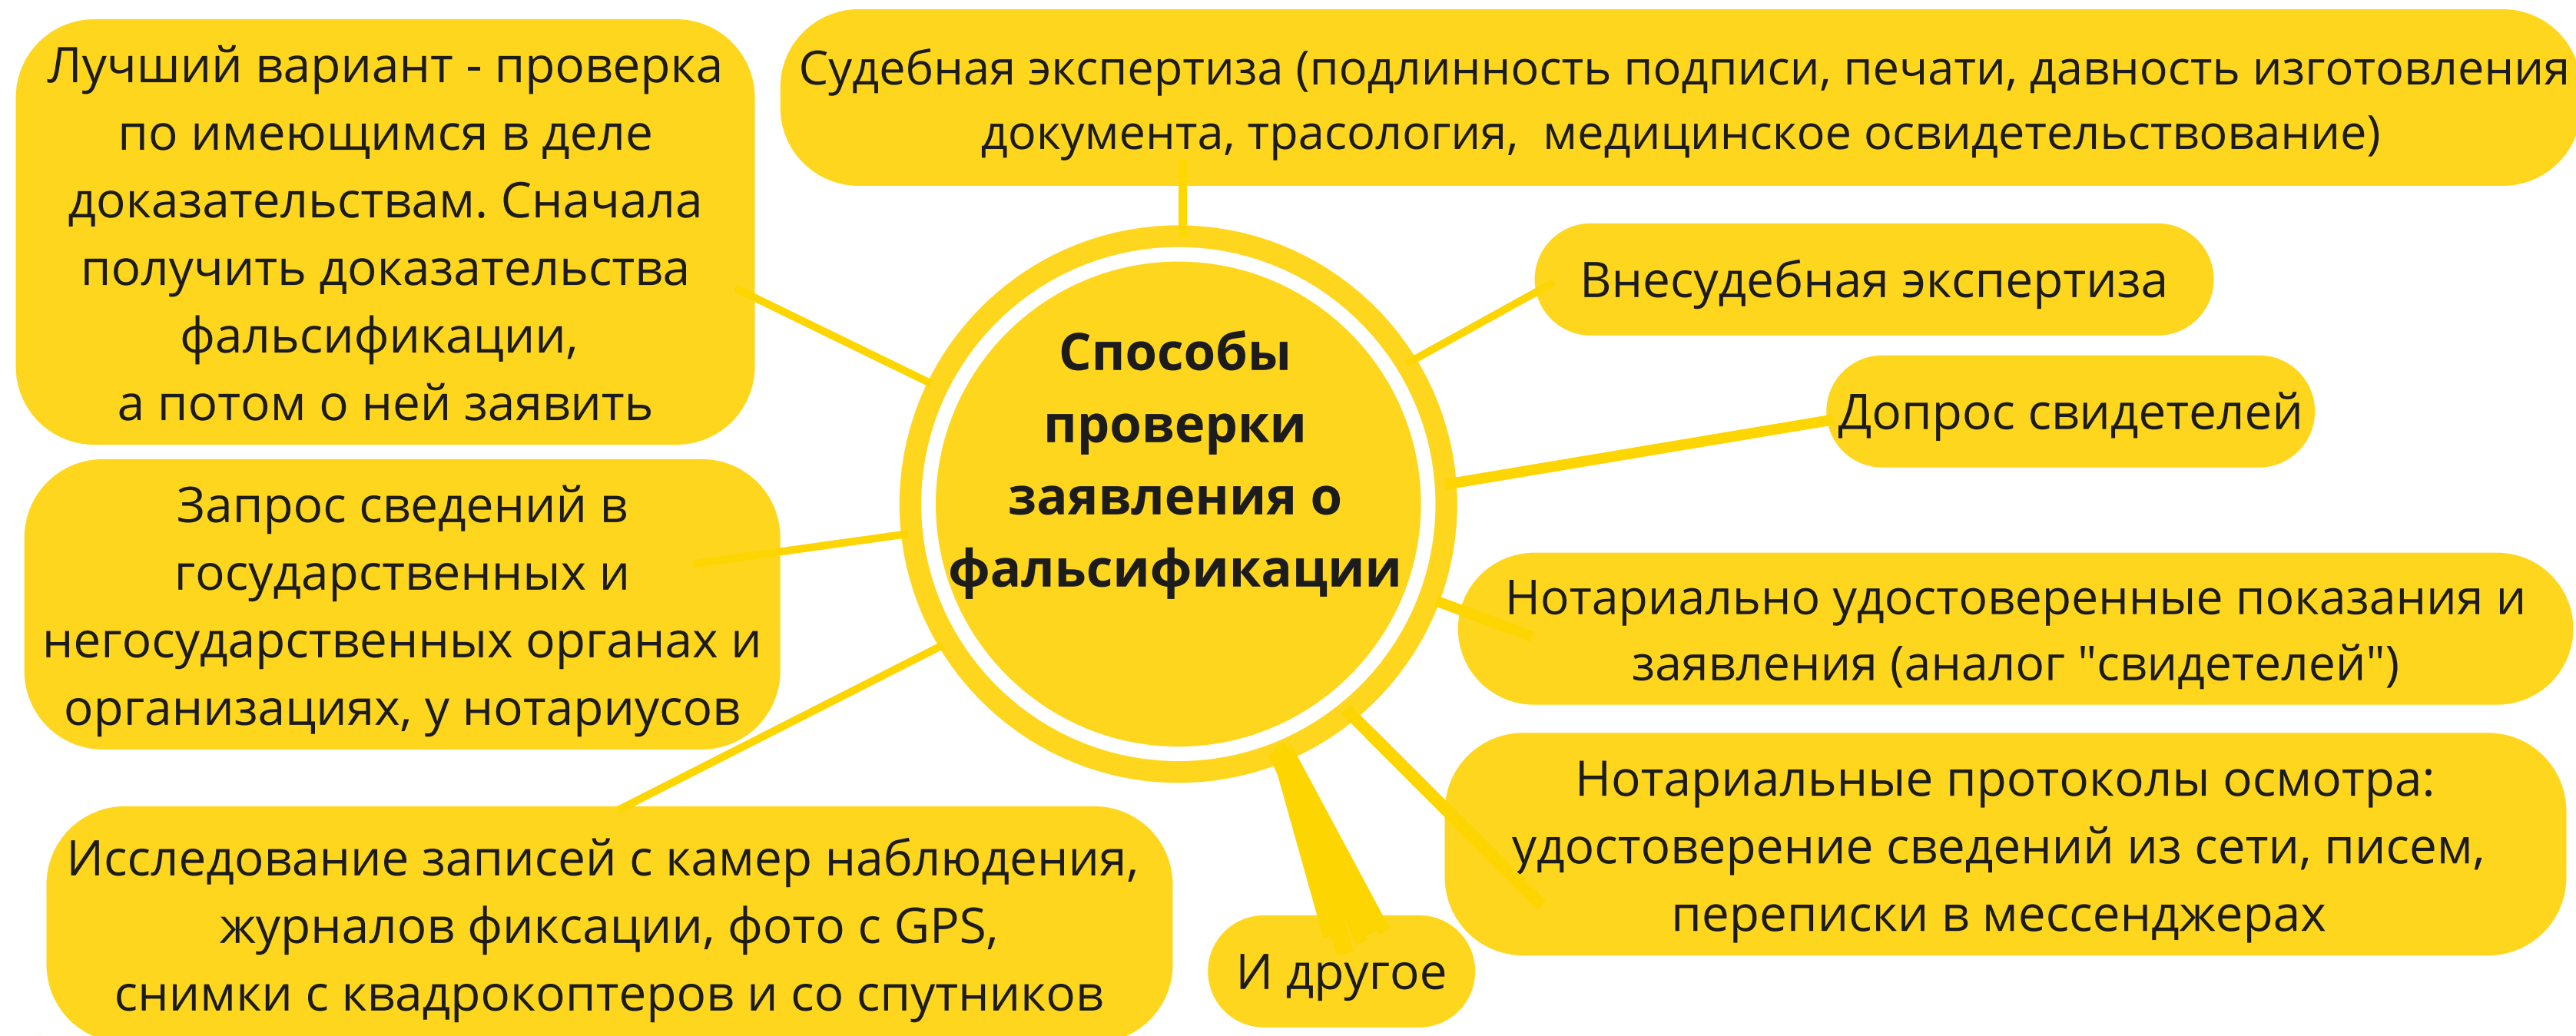 Лучший вариант - проверка
по имеющимся в деле
доказательствам. Сначала
получить доказательства
фальсификации,
а потом о ней заявить
Судебная экспертиза (подлинность подписи, печати, давность изготовления
документа, трасология, медицинское освидетельствование)
Внесудебная экспертиза
Допрос свидетелей
Способы
проверки
заявления о
фальсификации
Запрос сведений в
государственных и
негосударственных органах и
организациях, у нотариусов
Нотариально удостоверенные показания и
заявления (аналог "свидетелей")
Нотариальные протоколы осмотра:
удостоверение сведений из сети, писем,
переписки в мессенджерах
Исследование записей с камер наблюдения,
журналов фиксации, фото с GPS,
снимки с квадрокоптеров и со спутников
И другое